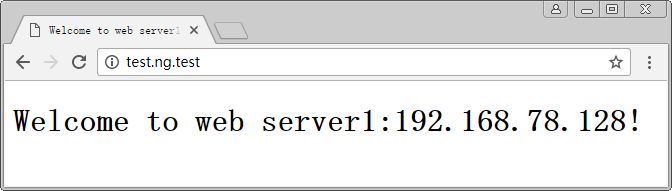 Welcome to web server1
test.ng.test
Welcome to web server1:192.168.78.128!